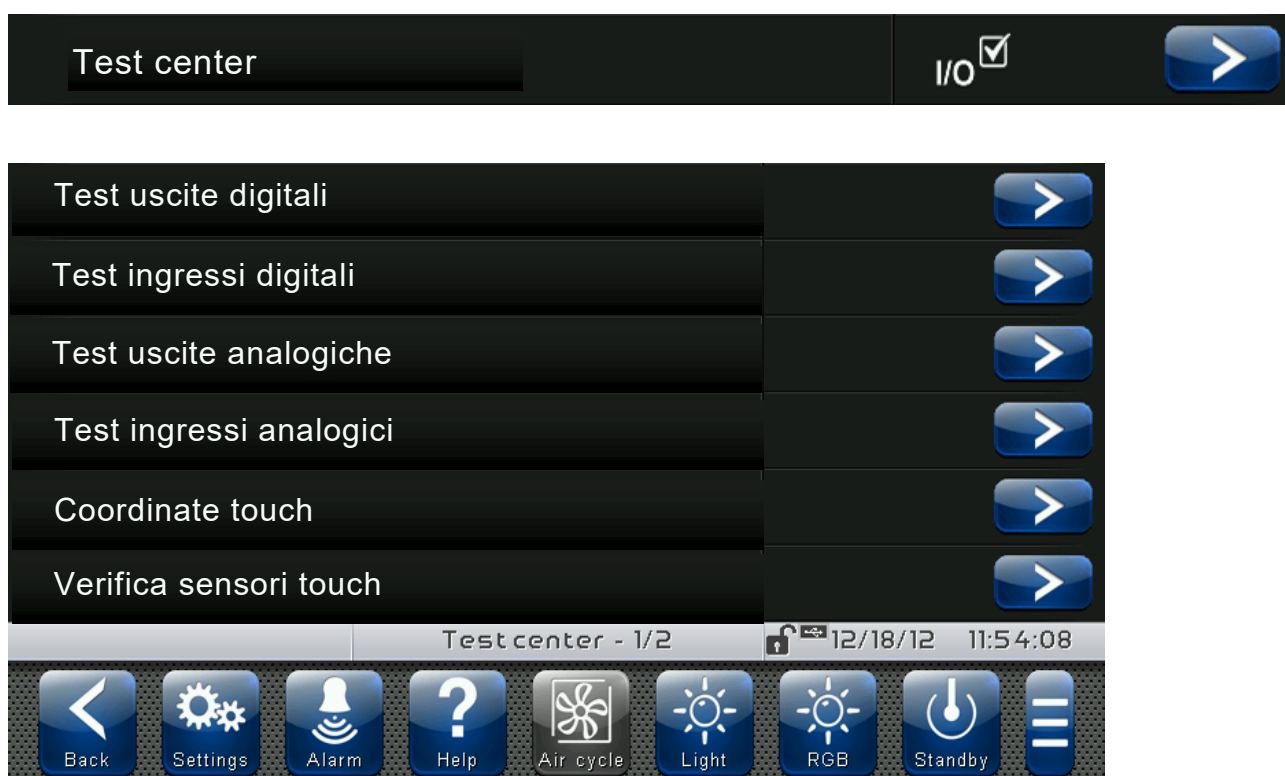 Test center
I/O
Test uscite digitali
Test ingressi digitali
Test uscite analogiche
Test ingressi analogici
Coordinate touch
Verifica sensori touch
Test center - 1/2 12/18/12 11:54:08
Back Settings Alarm Help Air cycle Light RGB Standby